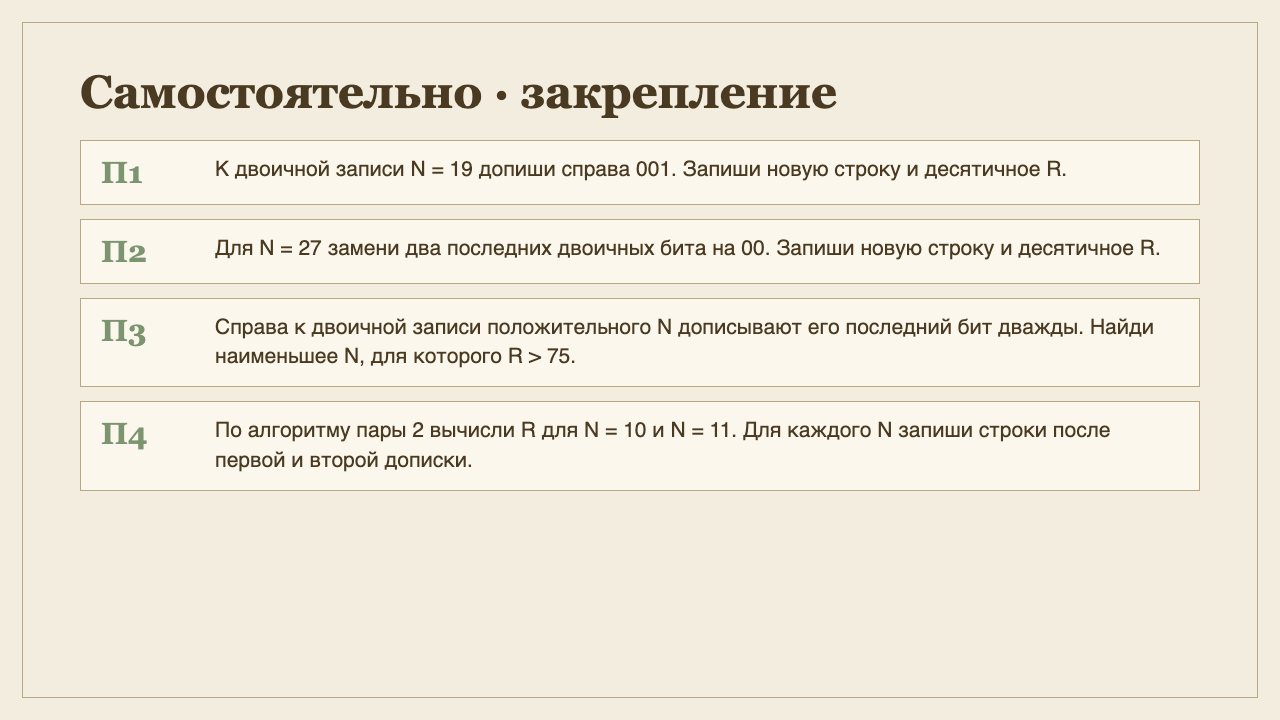 Самостоятельно · закрепление
П1 К двоичной записи N = 19 допиши справа 001. Запиши новую строку и десятичное R.
П2 Для N = 27 замени два последних двоичных бита на 00. Запиши новую строку и десятичное R.
П3 Справа к двоичной записи положительного N дописывают его последний бит дважды. Найди
наименьшее N, для которого R > 75.
П4 По алгоритму пары 2 вычисли R для N = 10 и N = 11. Для каждого N запиши строки после
первой и второй дописки.